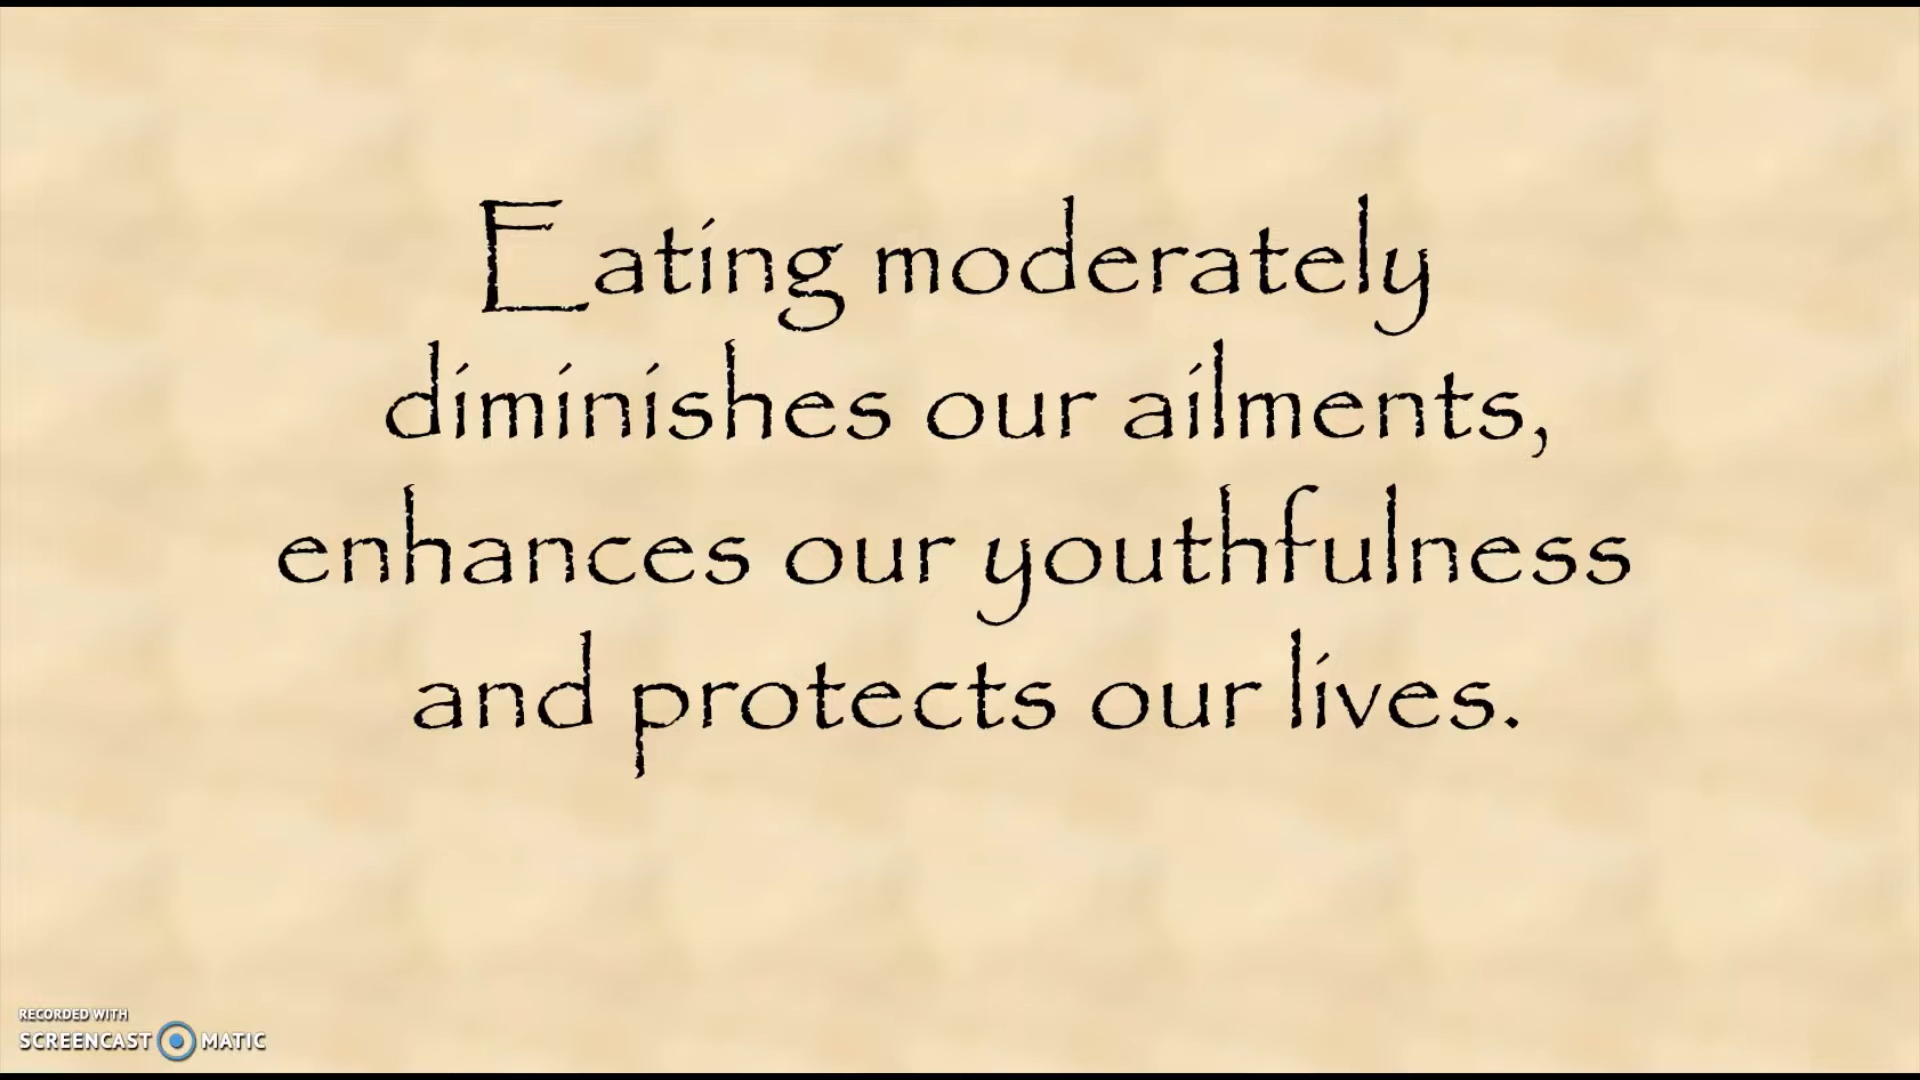 Eating moderately
diminishes our ailments,
enhances our youthfulness
and protects our lives.
RECORDED WITH
SCREENCAST MATIC